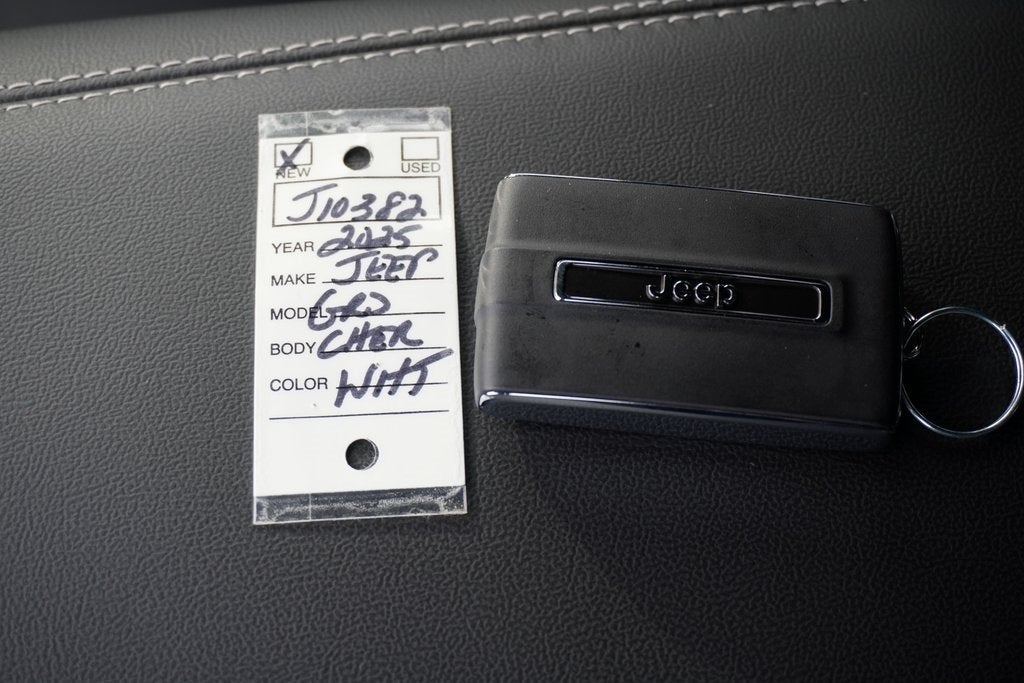 NEW USED
J10382
YEAR 2025
MAKE JEEP
MODEL GRD
BODY CHER
COLOR WHT
Jeep